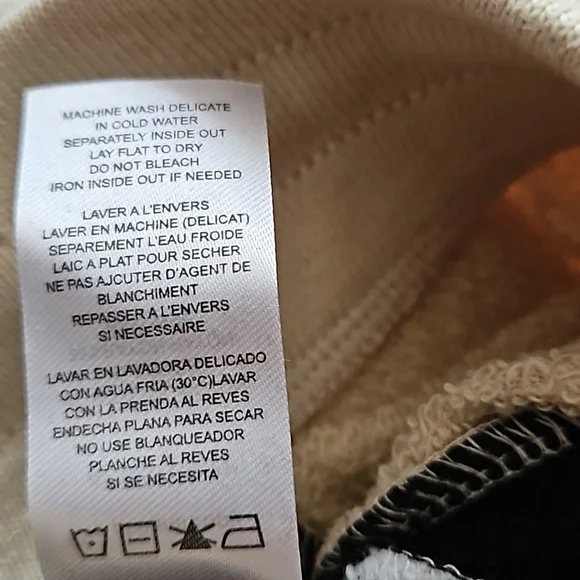 MACHINE WASH DELICATE
IN COLD WATER
SEPARATELY INSIDE OUT
LAY FLAT TO DRY
DO NOT BLEACH
IRON INSIDE OUT IF NEEDED
LAVER A L'ENVERS
LAVER EN MACHINE (DELICAT)
SEPAREMENT L'EAU FROIDE
LAIC A PLAT POUR SECHER
NE PAS AJCUTER D'AGENT DE
BLANCHIMENT
REPASSER A L'ENVERS
SI NECESSAIRE
LAVAR EN LAVADORA DELICADO
CON AGUA FRIA (30°C)LAVAR
CON LA PRENDA AL REVES
ENDECHA PLANA PARA SECAR
NO USE BLANQUEADOR
PLANCHE AL REVES
SI SE NECESITA